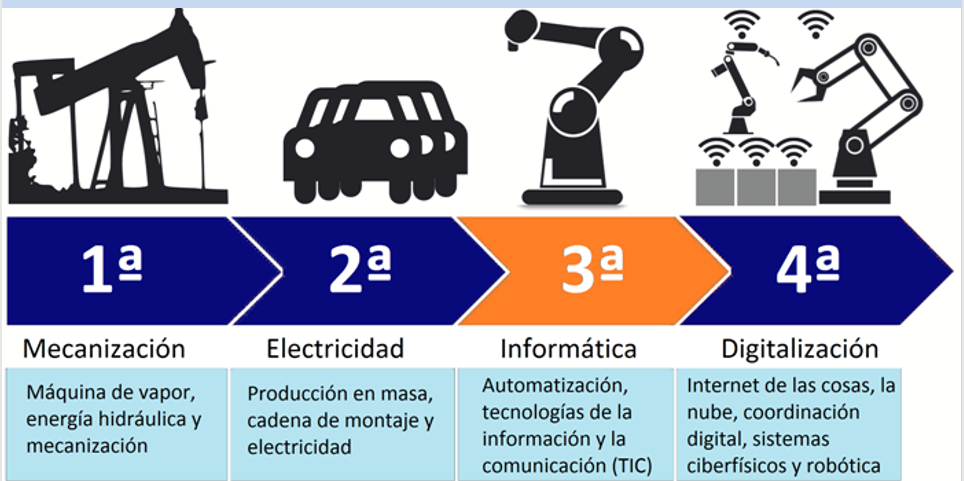 1ª
2ª
3ª
4ª
Mecanización
Electricidad
Informática
Digitalización
Máquina de vapor,
energía hidráulica y
mecanización
Producción en masa,
cadena de montaje y
electricidad
Automatización,
tecnologías de la
información y la
comunicación (TIC)
Internet de las cosas, la
nube, coordinación
digital, sistemas
ciberfísicos y robótica